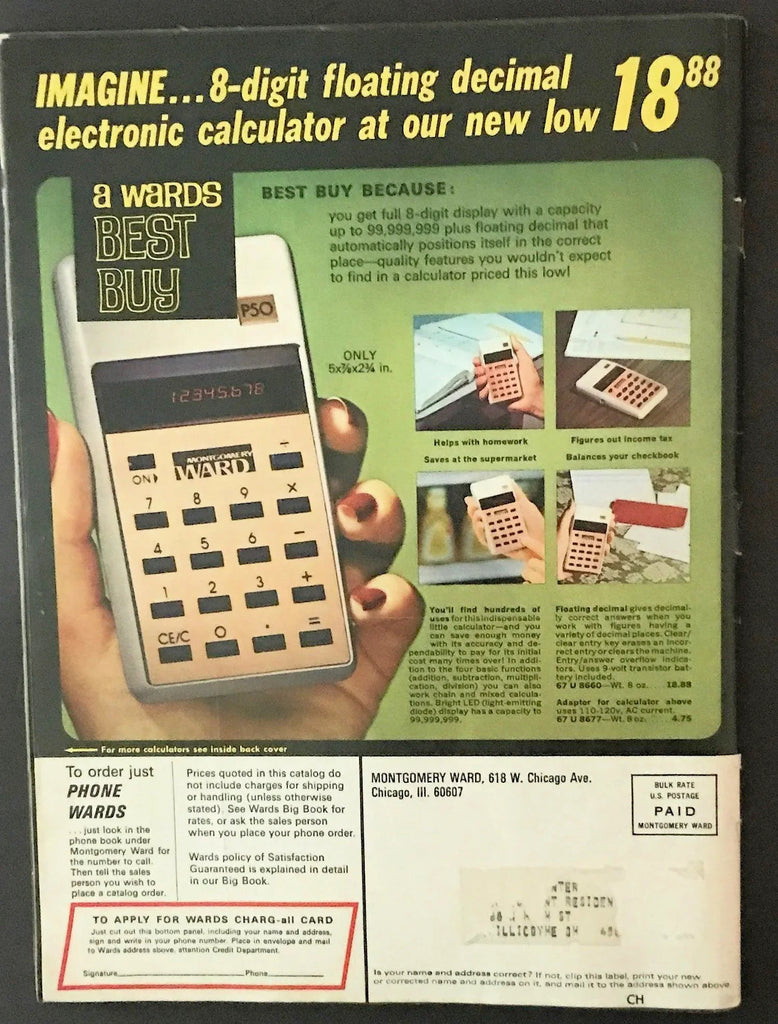 IMAGINE...8-digit floating decimal
electronic calculator at our new low 18⁸⁸
a wards
BEST
BUY
BEST BUY BECAUSE:
you get full 8-digit display with a capacity
up to 99,999,999 plus floating decimal that
automatically positions itself in the correct
place—quality features you wouldn't expect
to find in a calculator priced this low!
P50
ONLY
5x⅞x2¾ in.
12345.678
MONTGOMERY
WARD
ON
÷
7 8 9 ×
4 5 6 −
1 2 3 +
CE/C 0 . =
Helps with homework
Saves at the supermarket
Figures out income tax
Balances your checkbook
You'll find hundreds of
uses for this indispensable
little calculator—and you
can save enough money
with its accuracy and de-
pendability to pay for its initial
cost many times over! In addi-
tion to the four basic functions
(addition, subtraction, multipli-
cation, division) you can also
work chain and mixed calcula-
tions. Bright LED (light-emitting
diode) display has a capacity to
99,999,999.
Floating decimal gives decimal-
ly correct answers when you
work with figures having a
variety of decimal places. Clear/
clear entry key erases an incor-
rect entry or clears the machine.
Entry/answer overflow indica-
tors. Uses 9-volt transistor bat-
tery included.
67 U 8660—Wt. 8 oz. ....18.88
Adaptor for calculator above
uses 110-120v. AC current.
67 U 8677—Wt. 8 oz. ....4.75
For more calculators see inside back cover
To order just
PHONE
WARDS
...just look in the
phone book under
Montgomery Ward for
the number to call.
Then tell the sales
person you wish to
place a catalog order.
Prices quoted in this catalog do
not include charges for shipping
or handling (unless otherwise
stated). See Wards Big Book for
rates, or ask the sales person
when you place your phone order.
Wards policy of Satisfaction
Guaranteed is explained in detail
in our Big Book.
TO APPLY FOR WARDS CHARG-all CARD
Just cut out this bottom panel, including your name and address,
sign and write in your phone number. Place in envelope and mail
to Wards address above, attention Credit Department.
Signature Phone
MONTGOMERY WARD, 618 W. Chicago Ave.
Chicago, Ill. 60607
BULK RATE
U.S. POSTAGE
PAID
MONTGOMERY WARD
ST
OH
Is your name and address correct? If not, clip this label, print your new
or corrected name and address on it, and mail it to the address shown above.
CH